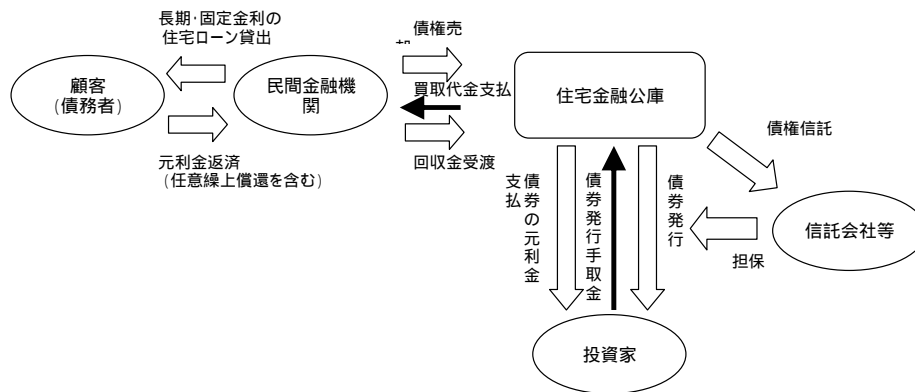 長期・固定金利の
住宅ローン貸出
債権売
顧客
(債務者)
民間金融機
関
買取代金支払
住宅金融公庫
債権信託
元利金返済
(任意繰上償還を含む)
回収金受渡
債券の元利金
支払
債券発行手取金
債券発行
担保
信託会社等
投資家